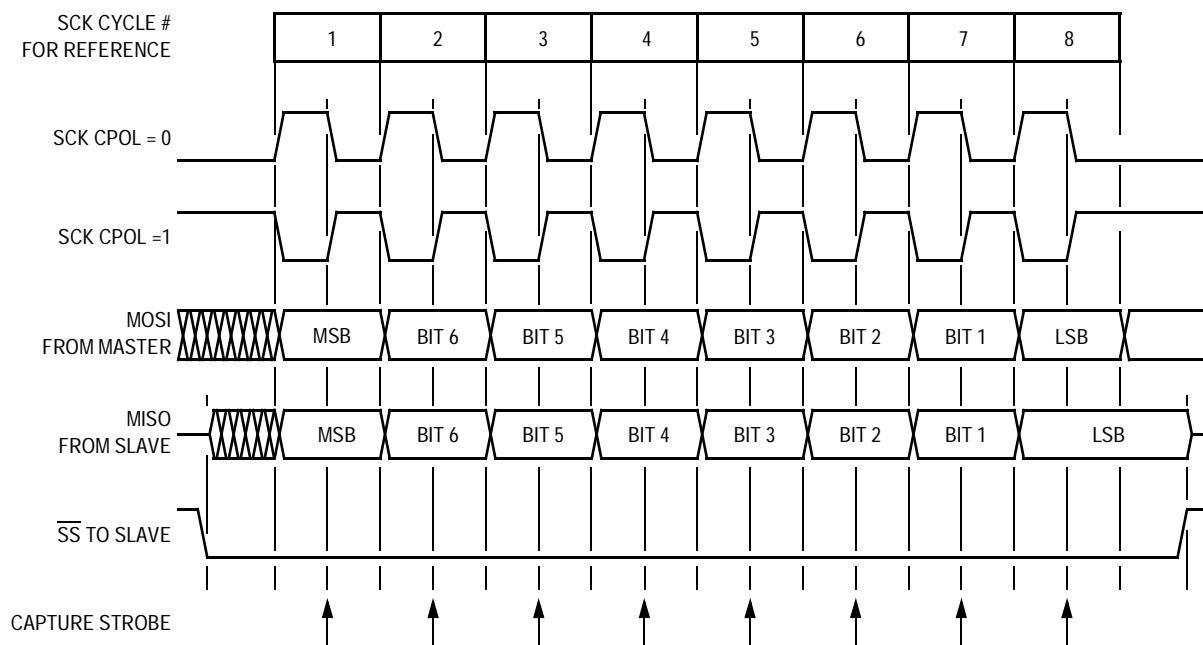 SCK CYCLE #
FOR REFERENCE
1 2 3 4 5 6 7 8
SCK CPOL = 0
SCK CPOL =1
MOSI
FROM MASTER
MSB BIT 6 BIT 5 BIT 4 BIT 3 BIT 2 BIT 1 LSB
MISO
FROM SLAVE
MSB BIT 6 BIT 5 BIT 4 BIT 3 BIT 2 BIT 1 LSB
S̅S̅ TO SLAVE
CAPTURE STROBE